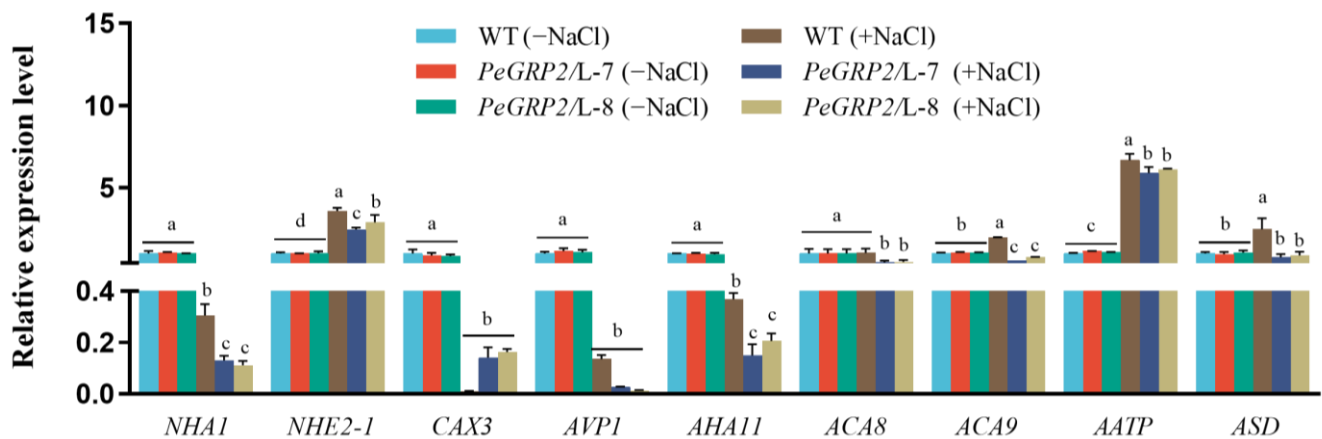 Relative expression level
15
10
5
0.4
0.2
0.0
WT (−NaCl)
WT (+NaCl)
PeGRP2/L-7 (−NaCl)
PeGRP2/L-7 (+NaCl)
PeGRP2/L-8 (−NaCl)
PeGRP2/L-8 (+NaCl)
a
b
c
c
d
a
c
b
a
b
a
b
a
b
c
c
a
b
b
b
a
c
c
c
a
b
b
b
a
b
b
NHA1
NHE2-1
CAX3
AVP1
AHA11
ACA8
ACA9
AATP
ASD